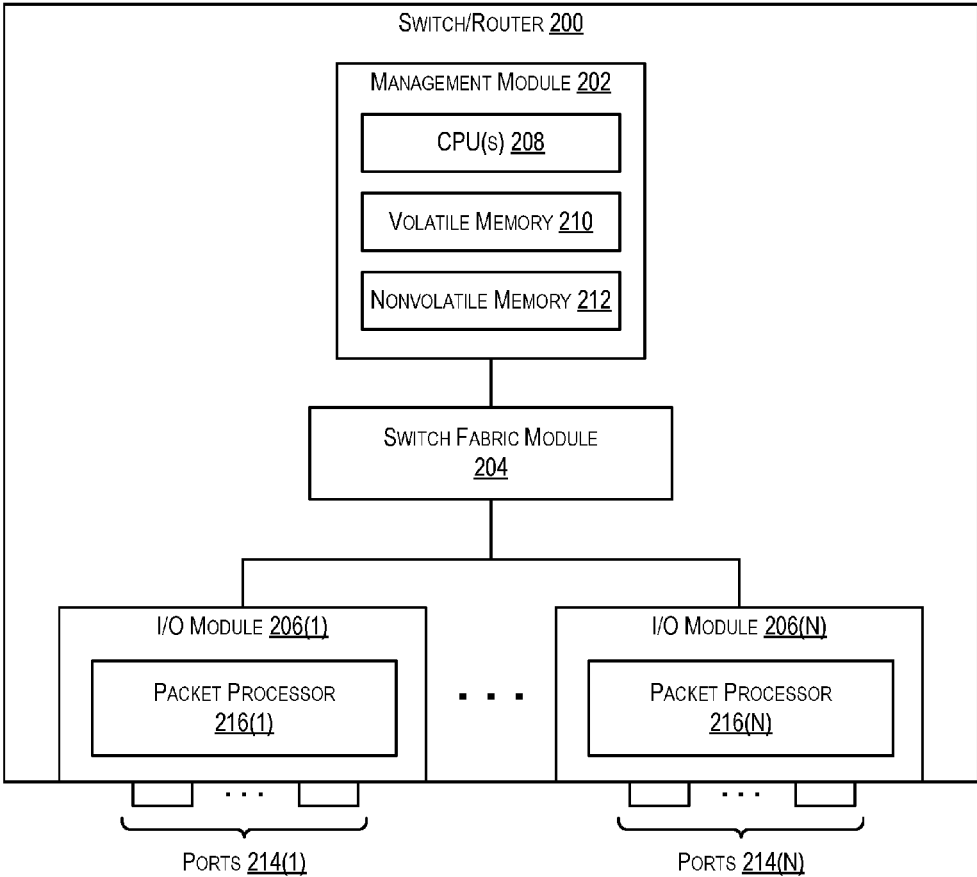 SWITCH/ROUTER 200
MANAGEMENT MODULE 202
CPU(S) 208
VOLATILE MEMORY 210
NONVOLATILE MEMORY 212
SWITCH FABRIC MODULE
204
I/O MODULE 206(1)
I/O MODULE 206(N)
PACKET PROCESSOR
216(1)
PACKET PROCESSOR
216(N)
PORTS 214(1)
PORTS 214(N)